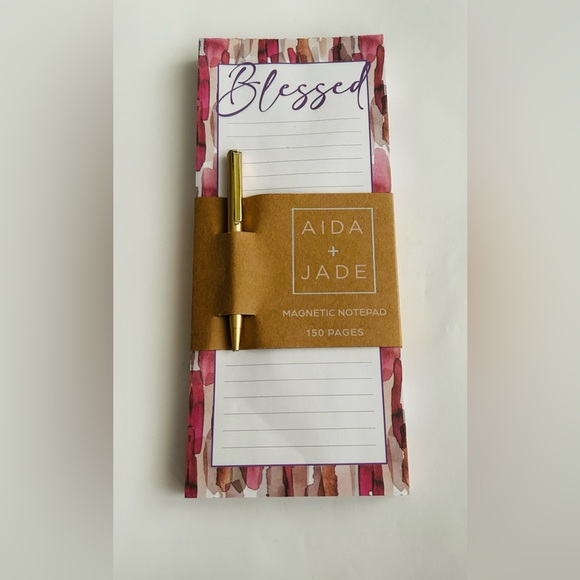 Blessed
AIDA
+
JADE
MAGNETIC NOTEPAD
150 PAGES